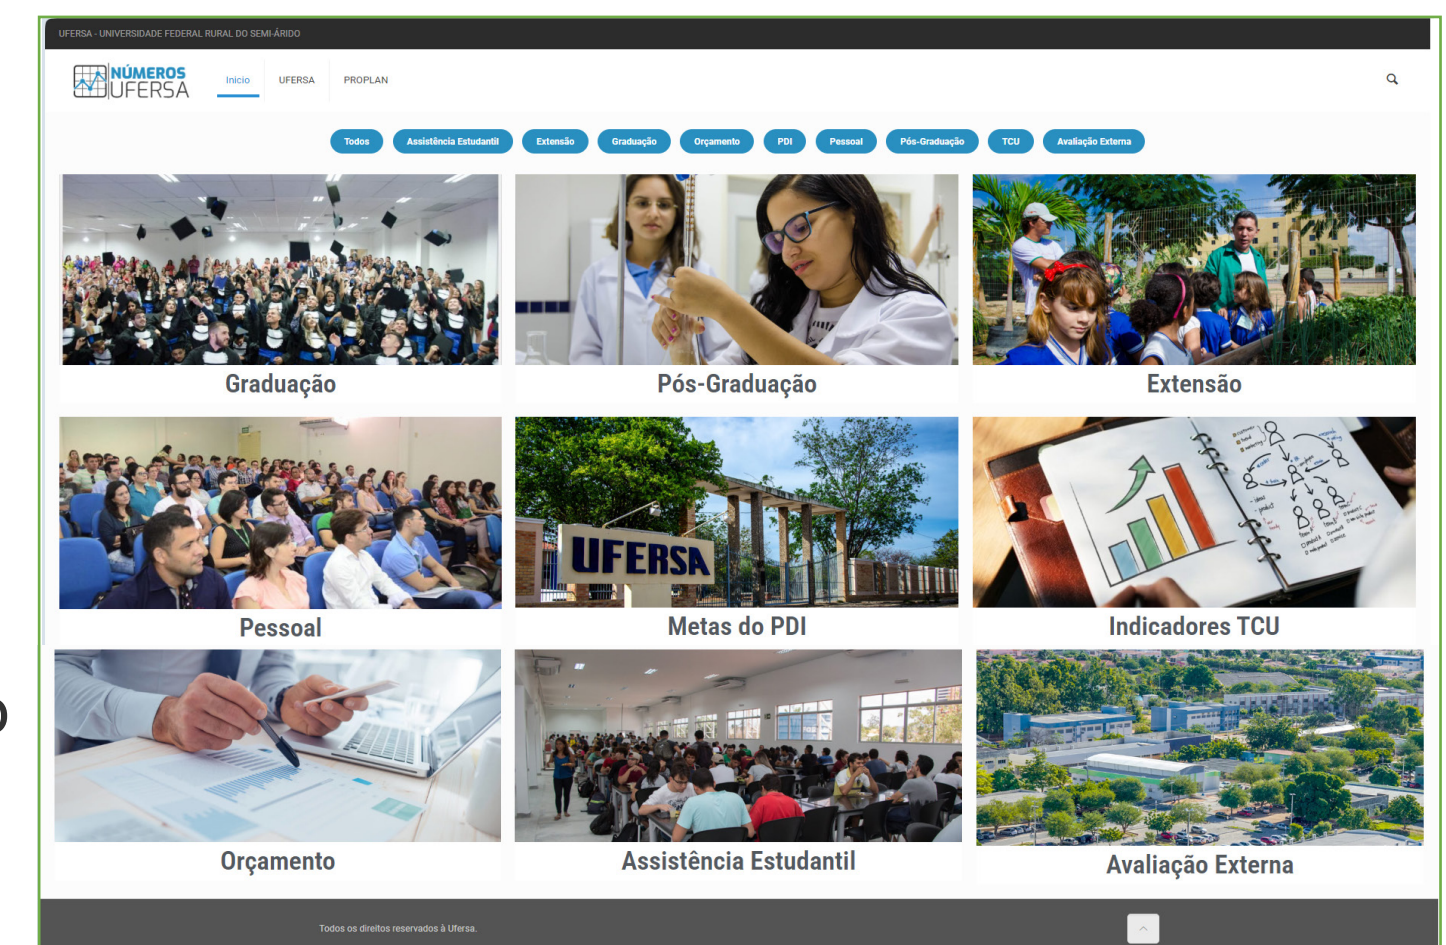 UFERSA - UNIVERSIDADE FEDERAL RURAL DO SEMI-ÁRIDO
NÚMEROS
UFERSA
Inicio UFERSA PROPLAN
Todos Assistência Estudantil Extensão Graduação Orçamento PDI Pessoal Pós-Graduação TCU Avaliação Externa
Graduação Pós-Graduação Extensão
UFERSA
Pessoal Metas do PDI Indicadores TCU
Orçamento Assistência Estudantil Avaliação Externa
Todos os direitos reservados à Ufersa.